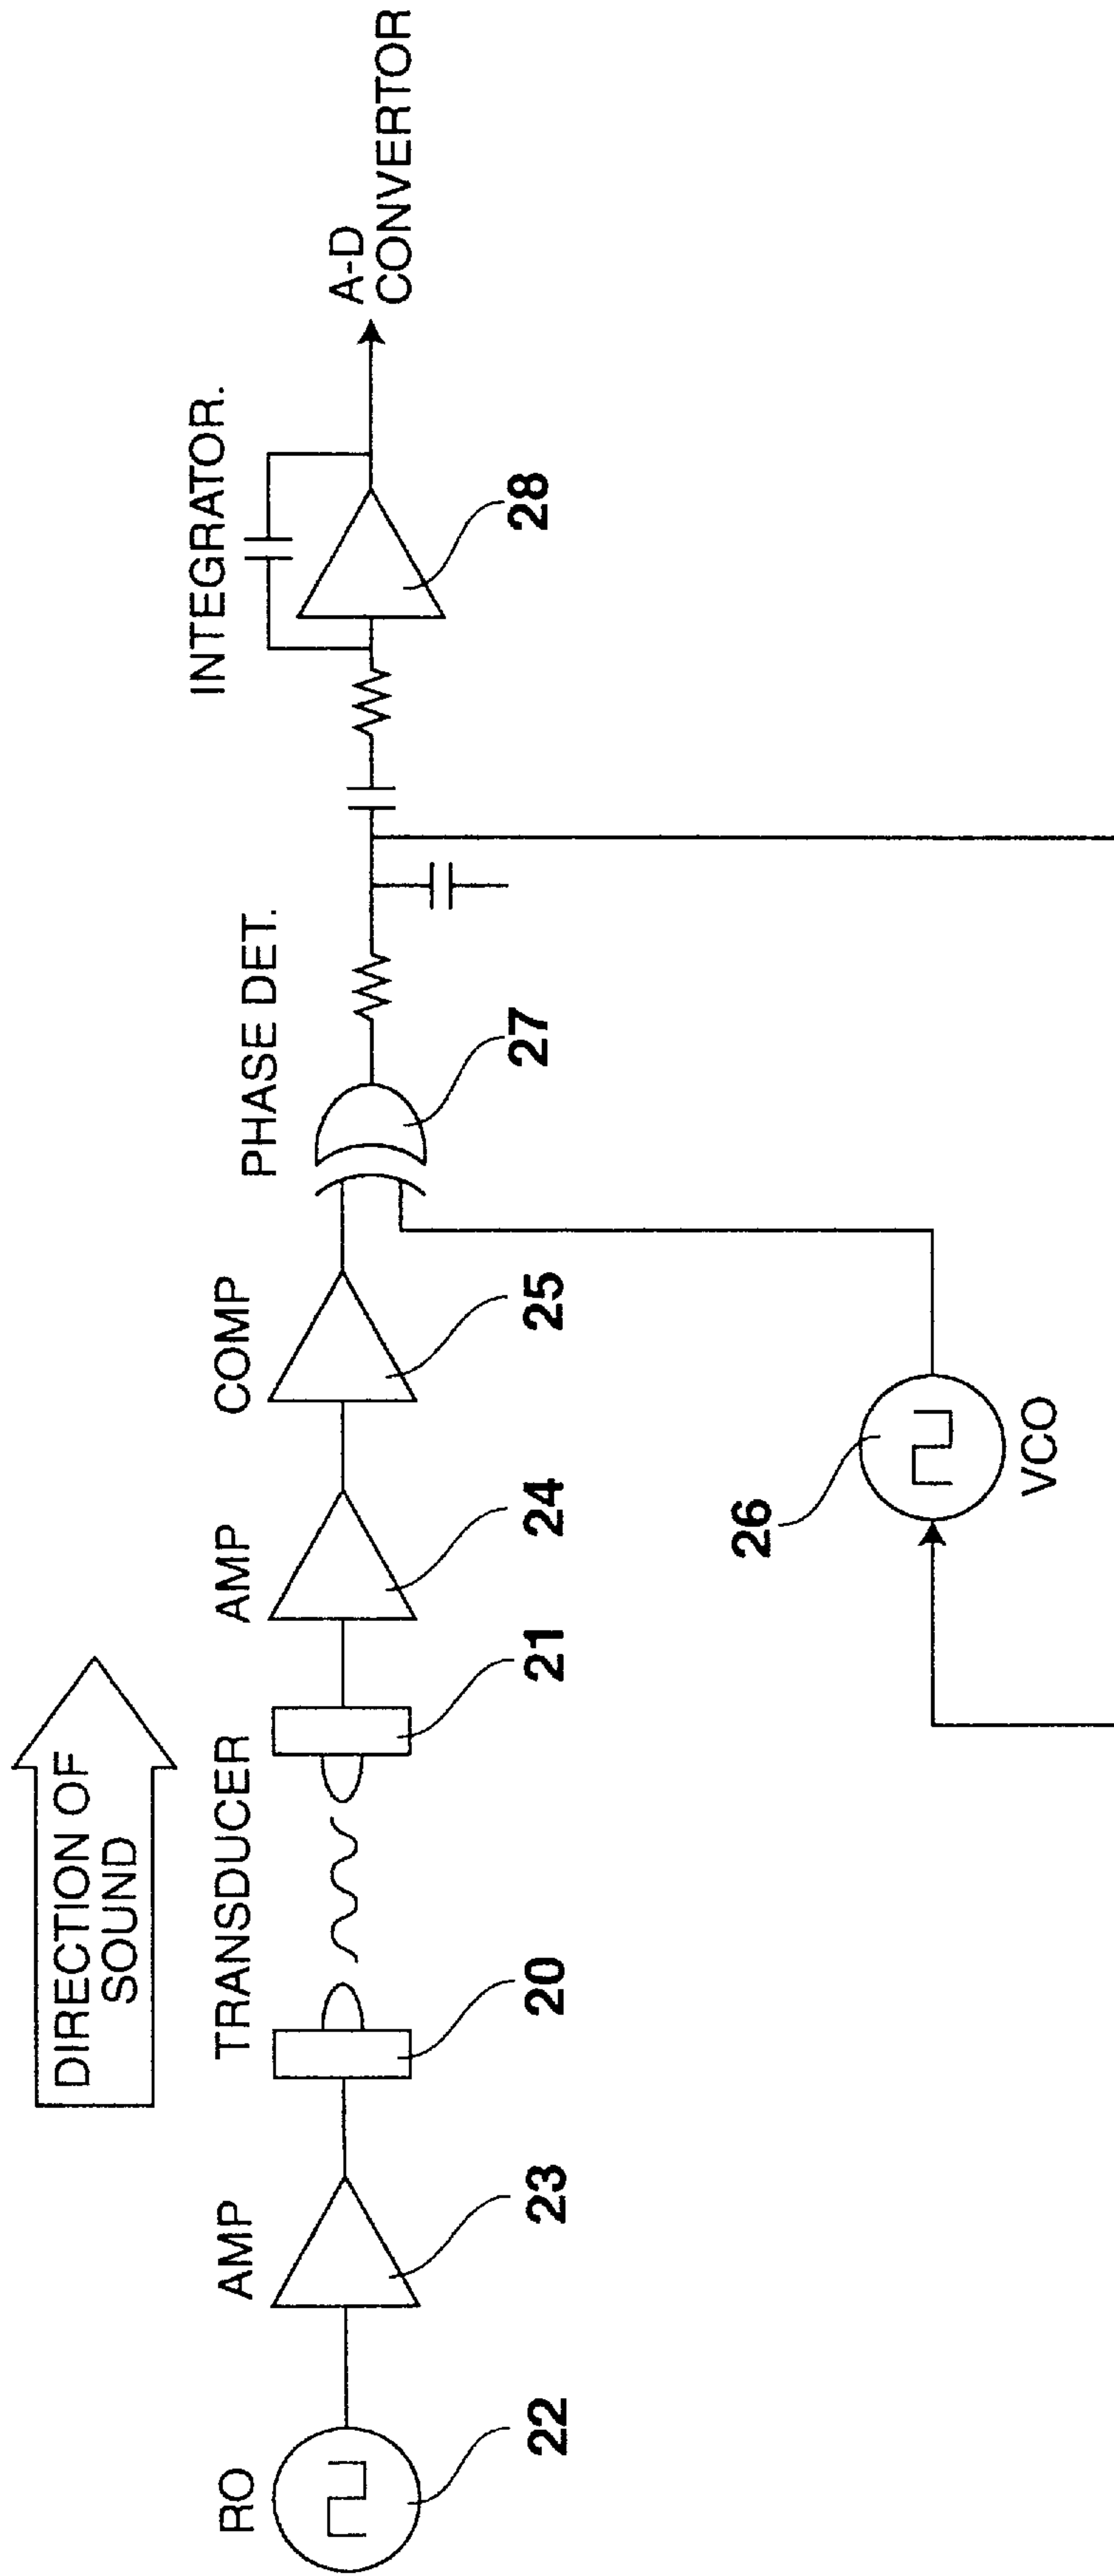 DIRECTION OF
SOUND
RO
AMP
TRANSDUCER
AMP
COMP
PHASE DET.
INTEGRATOR.
A-D
CONVERTOR
22
23
20
21
24
25
27
28
26
VCO